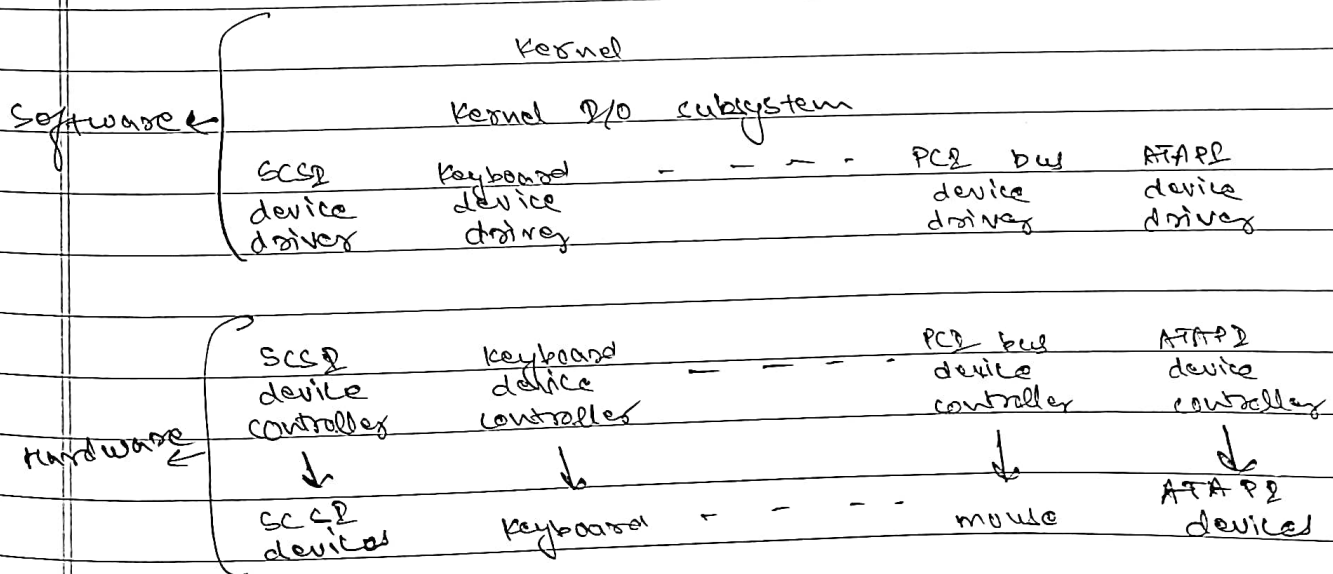 Kernel
Software
Kernel I/O subsystem
SCSI Keyboard - - - - PCI bus ATAPI
device device device device
driver driver driver driver
SCSI Keyboard - - - - PCI bus ATAPI
device device device device
controller controller controller controller
Hardware
SCSI Keyboard - - - - mouse ATAPI
devices devices